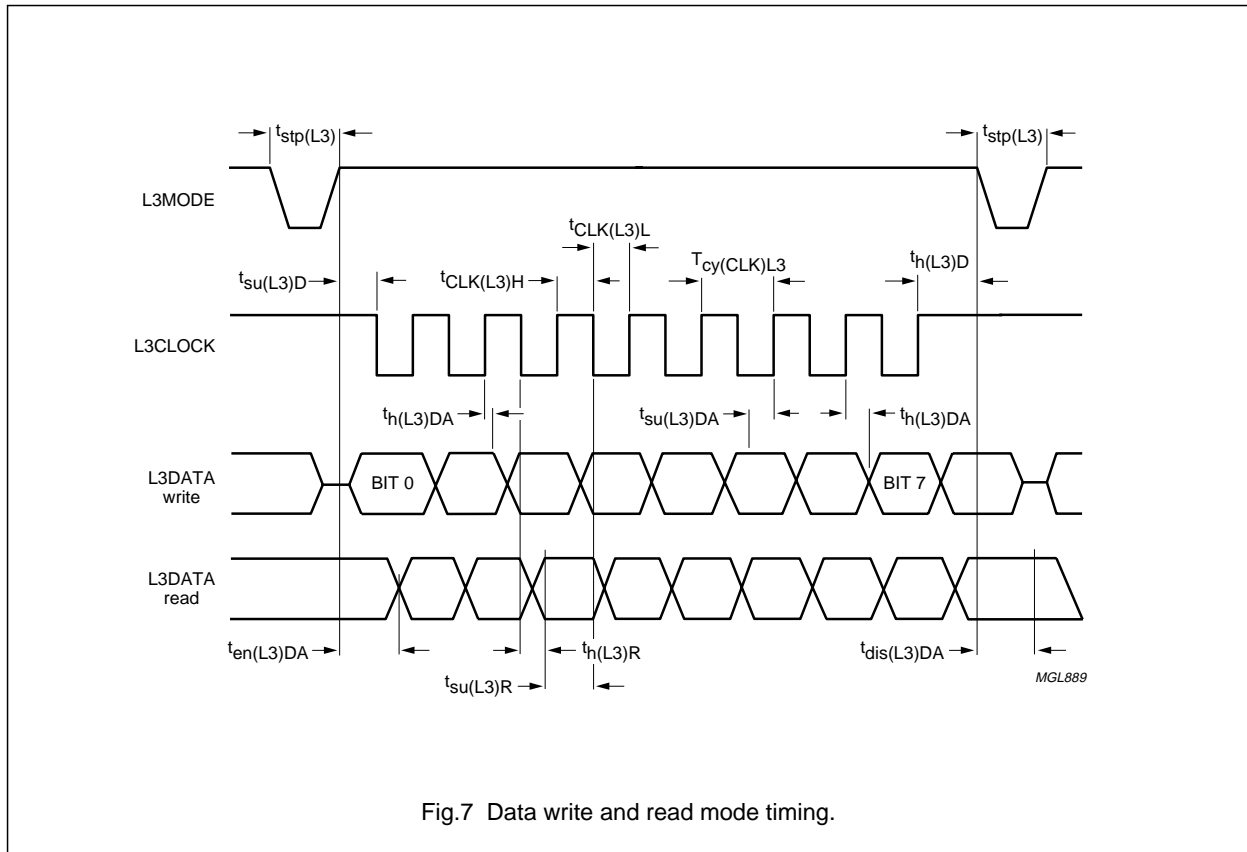 tstp(L3) tstp(L3)
L3MODE
tCLK(L3)L
tsu(L3)D tCLK(L3)H Tcy(CLK)L3 th(L3)D
L3CLOCK
th(L3)DA tsu(L3)DA th(L3)DA
L3DATA
write
BIT 0 BIT 7
L3DATA
read
ten(L3)DA th(L3)R tdis(L3)DA
tsu(L3)R
MGL889
Fig.7 Data write and read mode timing.